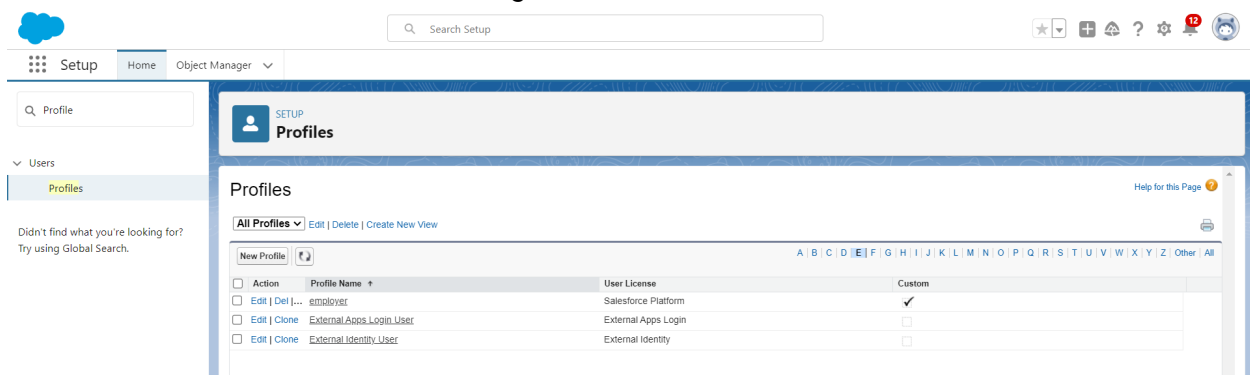 Search Setup
12
Setup Home Object Manager
Profile
SETUP
Profiles
Users
Profiles
Didn't find what you're looking for?
Try using Global Search.
Profiles
Help for this Page ?
All Profiles Edit | Delete | Create New View
New Profile
A | B | C | D | E | F | G | H | I | J | K | L | M | N | O | P | Q | R | S | T | U | V | W | X | Y | Z | Other | All
Action Profile Name ↑ User License Custom
Edit | Del |... employer Salesforce Platform ✓
Edit | Clone External Apps Login User External Apps Login
Edit | Clone External Identity User External Identity